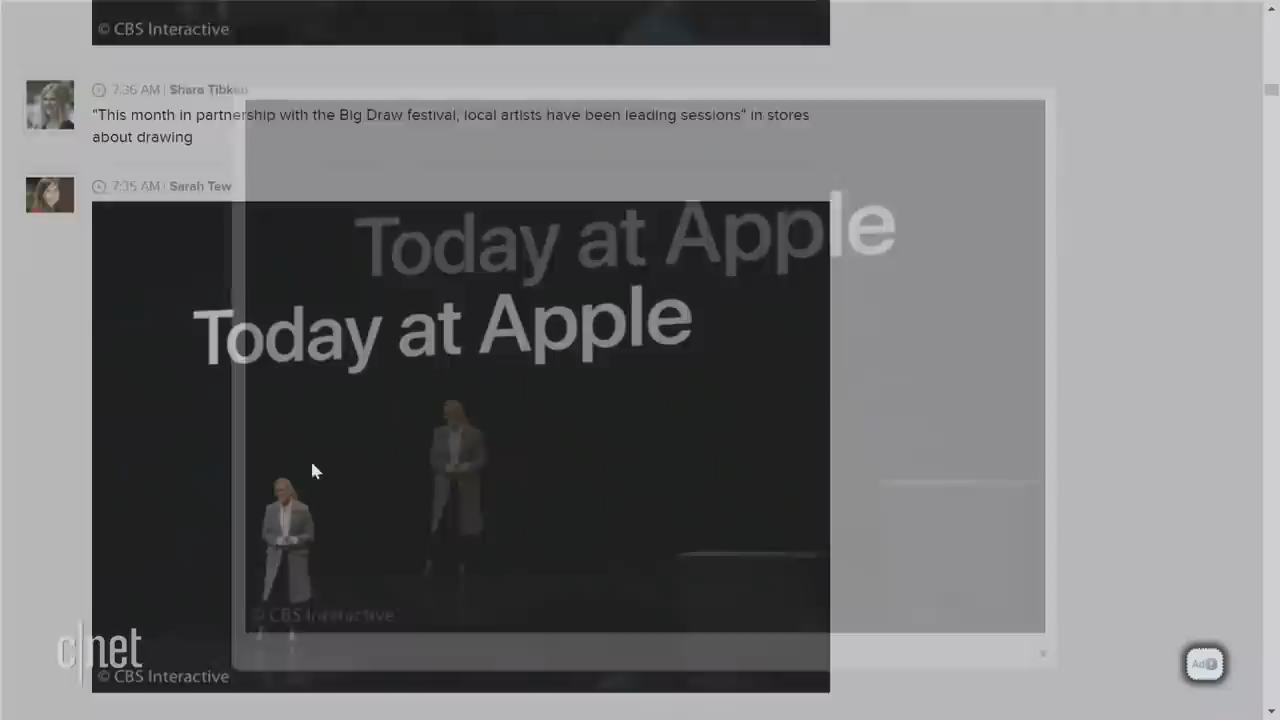 © CBS Interactive
7:36 AM | Shara Tibken
"This month in partnership with the Big Draw festival, local artists have been leading sessions" in stores
about drawing
7:35 AM | Sarah Tew
Today at Apple
Today at Apple
© CBS Interactive
c|net
© CBS Interactive
Ad